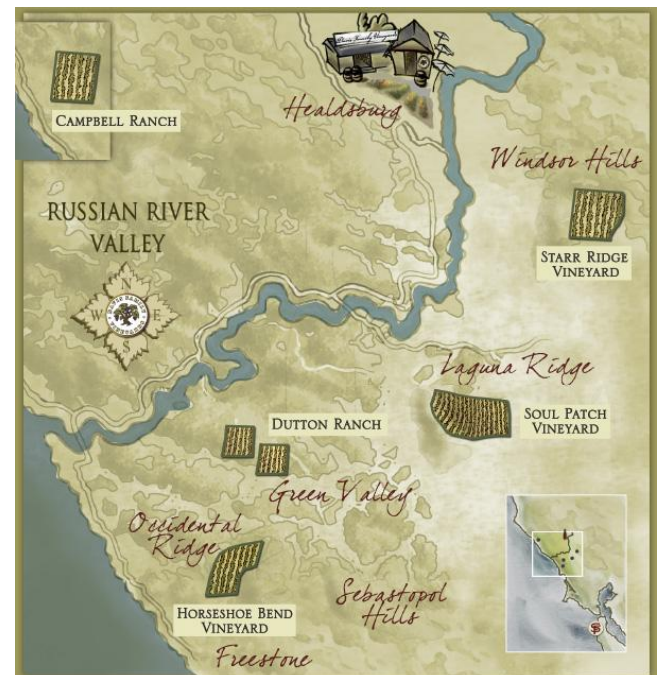 Healdsburg
CAMPBELL RANCH
Windsor Hills
RUSSIAN RIVER
VALLEY
STARR RIDGE
VINEYARD
N
W
E
S
Laguna Ridge
SOUL PATCH
VINEYARD
DUTTON RANCH
Green Valley
Occidental
Ridge
Sebastopol
Hills
HORSESHOE BEND
VINEYARD
Freestone